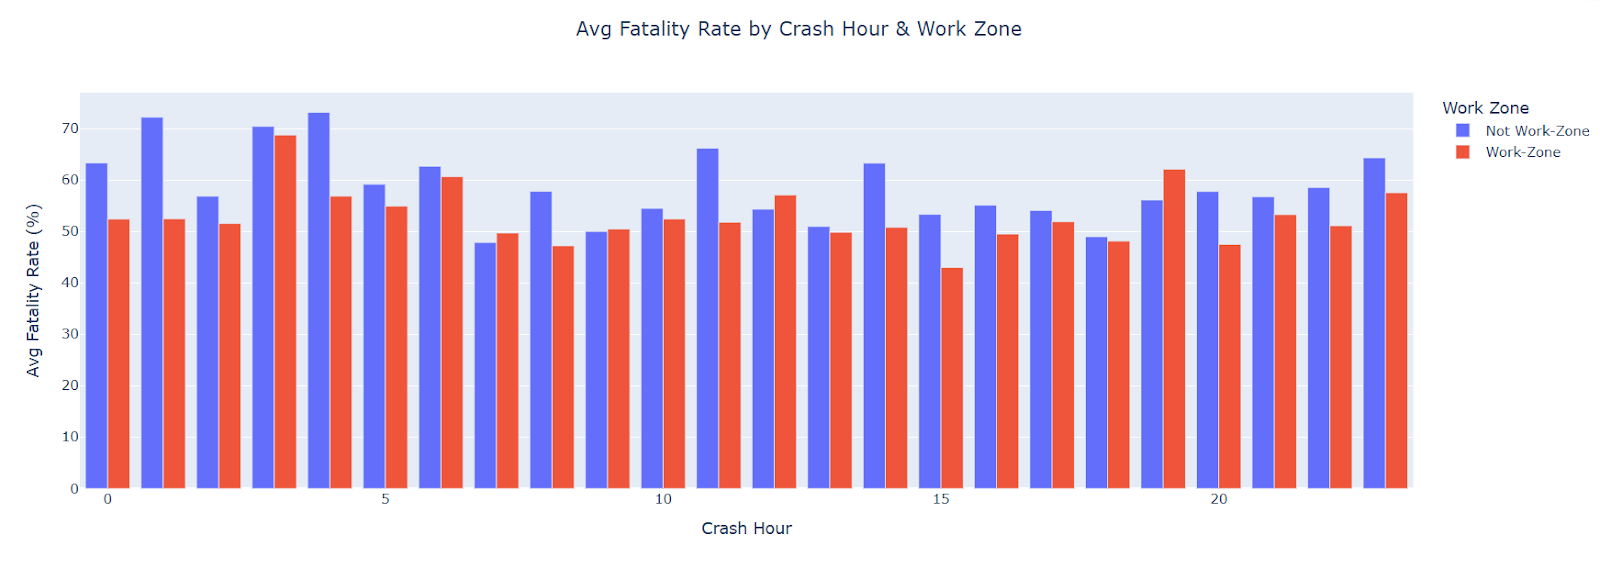 Avg Fatality Rate by Crash Hour & Work Zone
Work Zone
Not Work-Zone
Work-Zone
Avg Fatality Rate (%)
70
60
50
40
30
20
10
0
0 5 10 15 20
Crash Hour